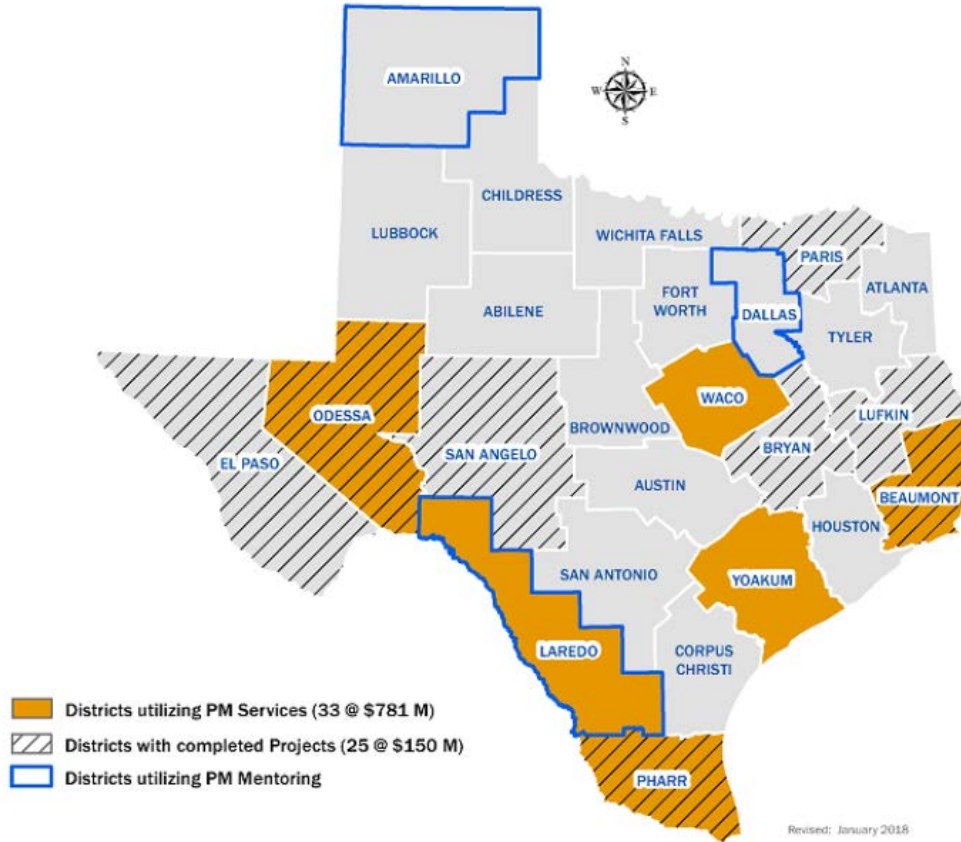 AMARILLO
N
W
E
S
CHILDRESS
LUBBOCK
WICHITA FALLS
PARIS
ATLANTA
FORT
WORTH
DALLAS
ABILENE
TYLER
WACO
ODESSA
LUFKIN
BROWNWOOD
BRYAN
SAN ANGELO
EL PASO
AUSTIN
BEAUMONT
HOUSTON
SAN ANTONIO
YOAKUM
LAREDO
CORPUS
CHRISTI
Districts utilizing PM Services (33 @ $781 M)
Districts with completed Projects (25 @ $150 M)
Districts utilizing PM Mentoring
PHARR
Revised: January 2018